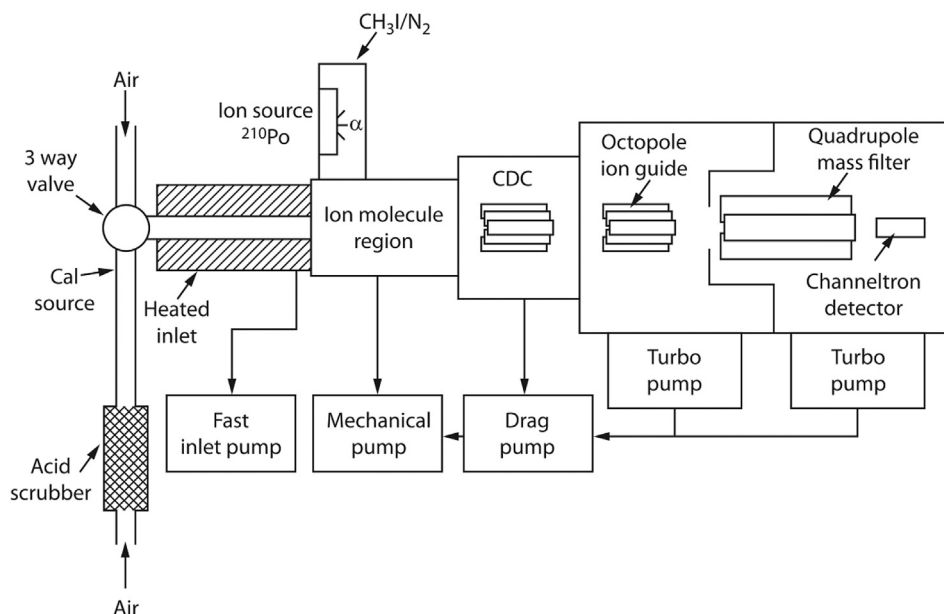 CH₃I/N₂
Air
Ion source
²¹⁰Po
α
3 way
valve
Octopole
ion guide
Quadrupole
mass filter
CDC
Ion molecule
region
Cal
source
Heated
inlet
Channeltron
detector
Turbo
pump
Turbo
pump
Fast
inlet pump
Mechanical
pump
Drag
pump
Acid
scrubber
Air